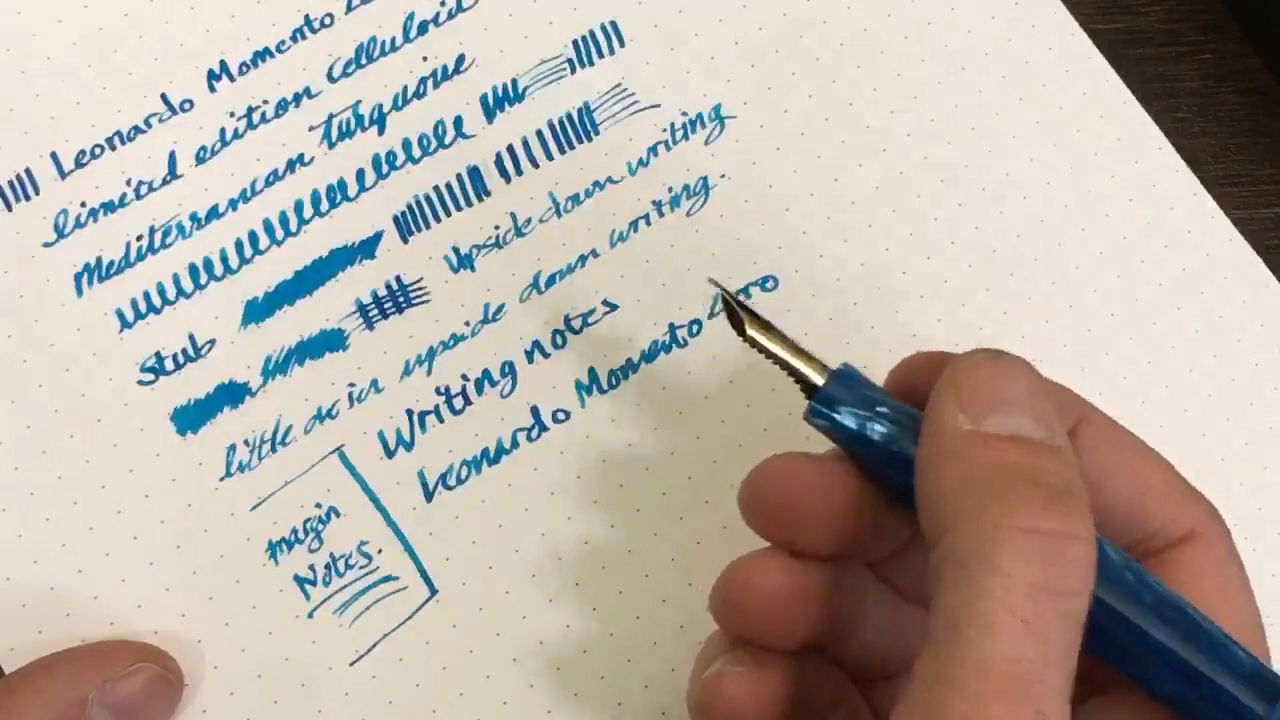 Leonardo Momento
limited edition celluloid
Mediterranean turquoise
Stub
Upside down writing
little down writing.
upside
Writing notes
Leonardo Momento Zero
margin
Notes.